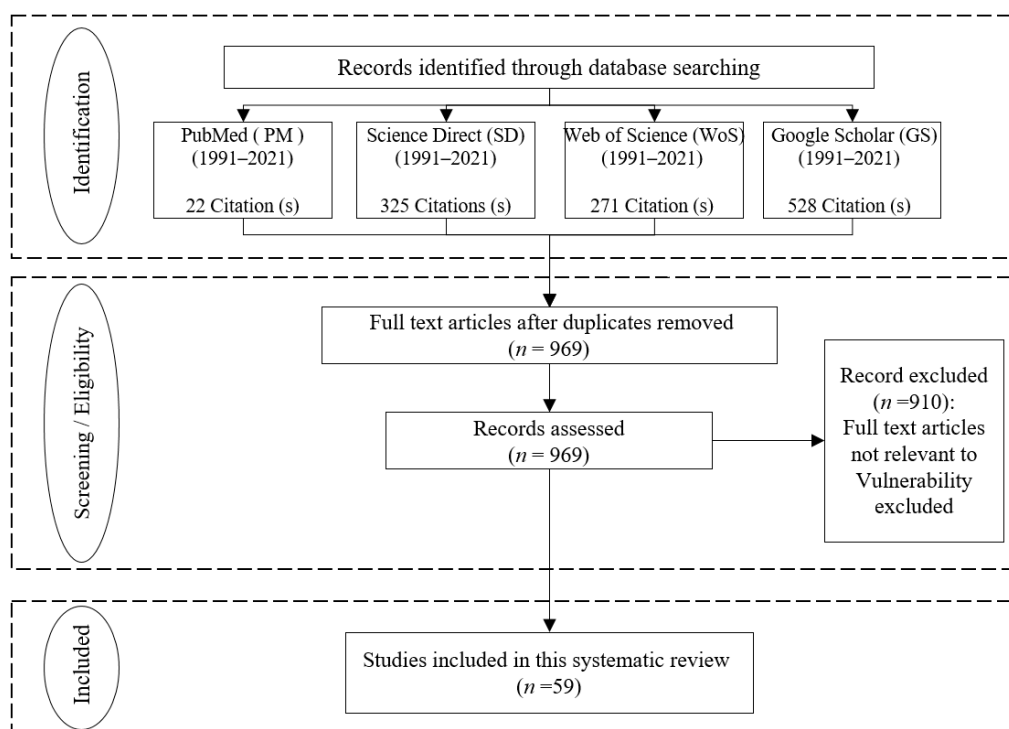 Identification
Records identified through database searching
PubMed ( PM )
(1991–2021)
22 Citation (s)
Science Direct (SD)
(1991–2021)
325 Citations (s)
Web of Science (WoS)
(1991–2021)
271 Citation (s)
Google Scholar (GS)
(1991–2021)
528 Citation (s)
Screening / Eligibility
Full text articles after duplicates removed
(n = 969)
Records assessed
(n = 969)
Record excluded
(n =910):
Full text articles
not relevant to
Vulnerability
excluded
Included
Studies included in this systematic review
(n =59)